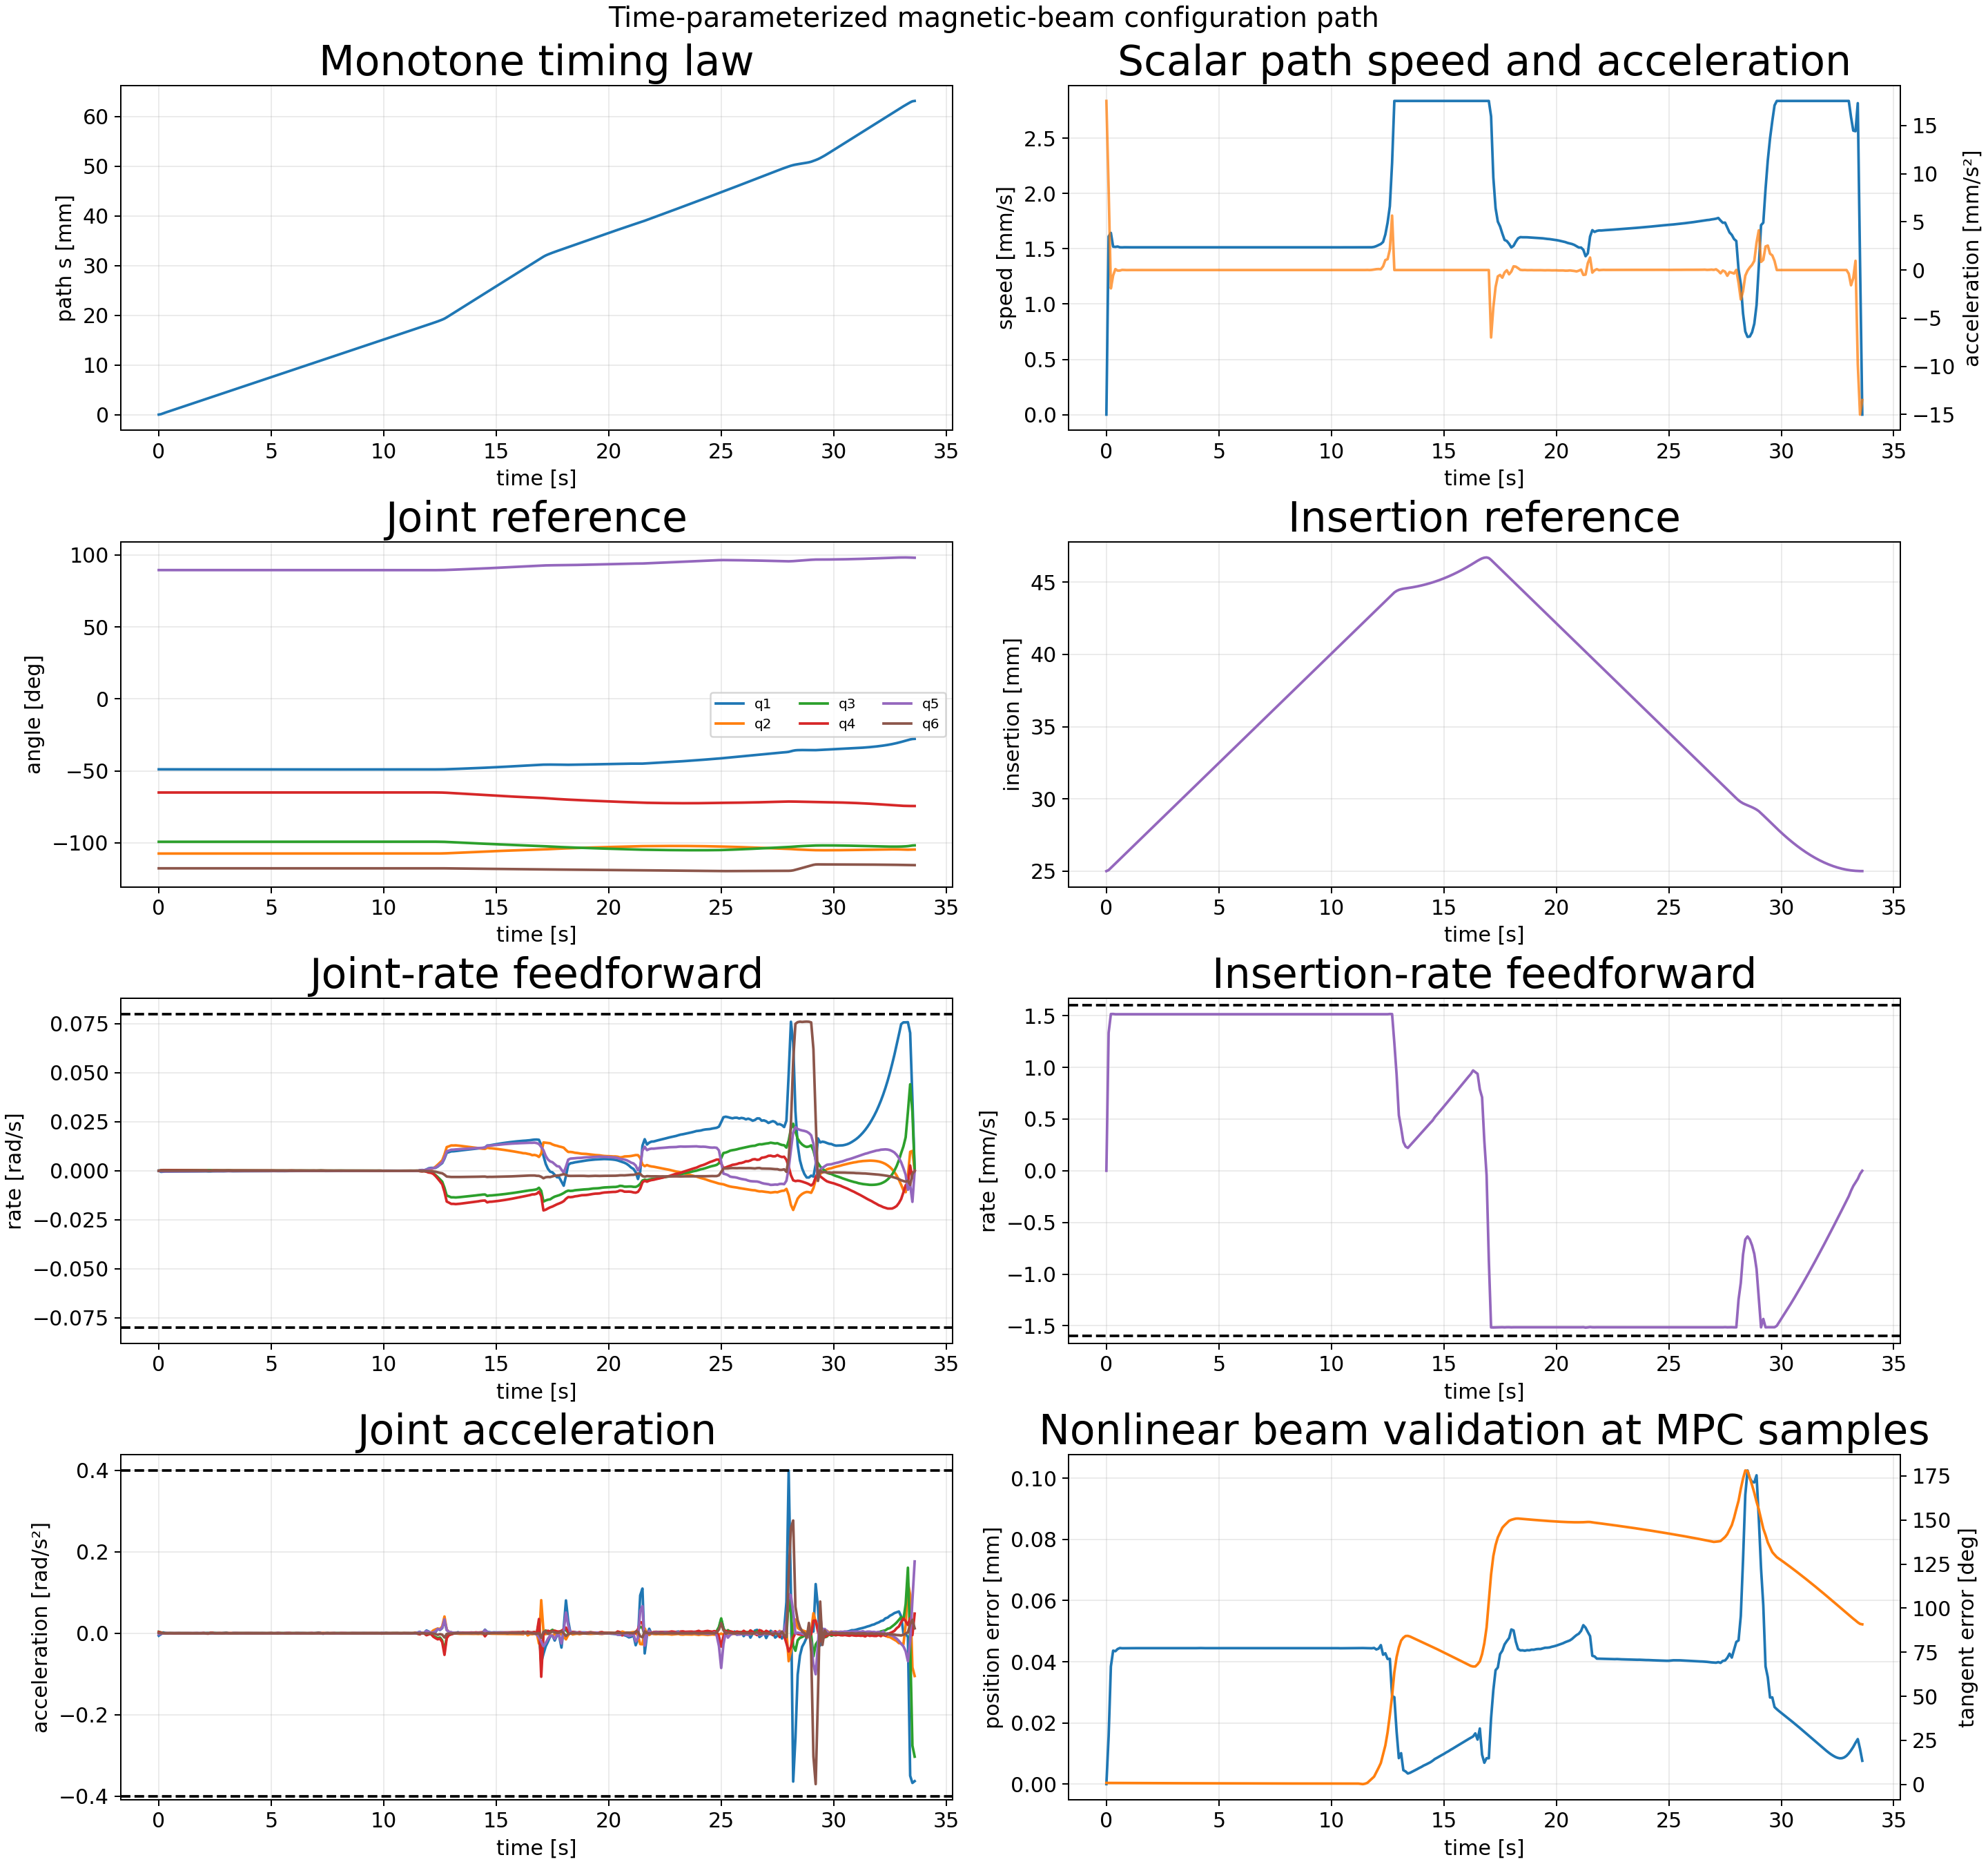 Time-parameterized magnetic-beam configuration path
Monotone timing law
path s [mm]
60
50
40
30
20
10
0
0 5 10 15 20 25 30 35
time [s]
Scalar path speed and acceleration
speed [mm/s]
2.5
2.0
1.5
1.0
0.5
0.0
acceleration [mm/s²]
15
10
5
0
−5
−10
−15
0 5 10 15 20 25 30 35
time [s]
Joint reference
angle [deg]
100
50
0
−50
−100
q1 q3 q5
q2 q4 q6
0 5 10 15 20 25 30 35
time [s]
Insertion reference
insertion [mm]
45
40
35
30
25
0 5 10 15 20 25 30 35
time [s]
Joint-rate feedforward
rate [rad/s]
0.075
0.050
0.025
0.000
−0.025
−0.050
−0.075
0 5 10 15 20 25 30 35
time [s]
Insertion-rate feedforward
rate [mm/s]
1.5
1.0
0.5
0.0
−0.5
−1.0
−1.5
0 5 10 15 20 25 30 35
time [s]
Joint acceleration
acceleration [rad/s²]
0.4
0.2
0.0
−0.2
−0.4
0 5 10 15 20 25 30 35
time [s]
Nonlinear beam validation at MPC samples
position error [mm]
0.10
0.08
0.06
0.04
0.02
0.00
tangent error [deg]
175
150
125
100
75
50
25
0
0 5 10 15 20 25 30 35
time [s]